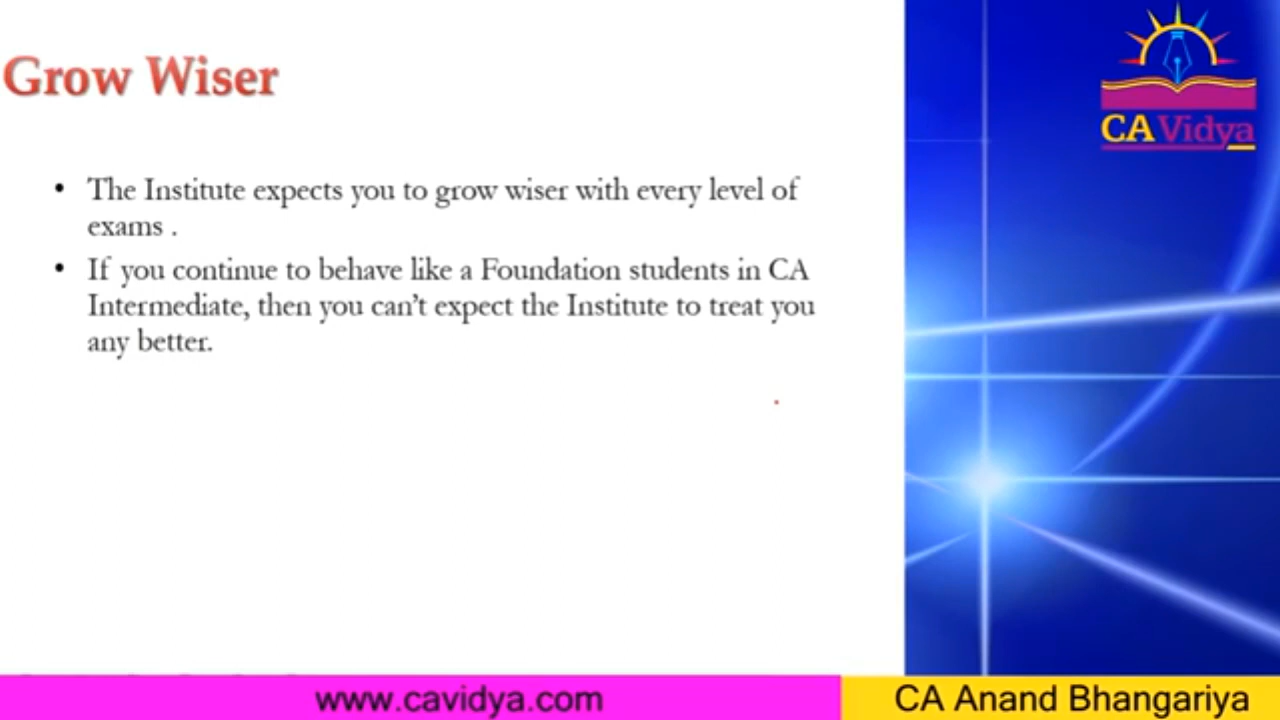 CA Vidya
Grow Wiser
• The Institute expects you to grow wiser with every level of
exams .
• If you continue to behave like a Foundation students in CA
Intermediate, then you can’t expect the Institute to treat you
any better.
www.cavidya.com
CA Anand Bhangariya